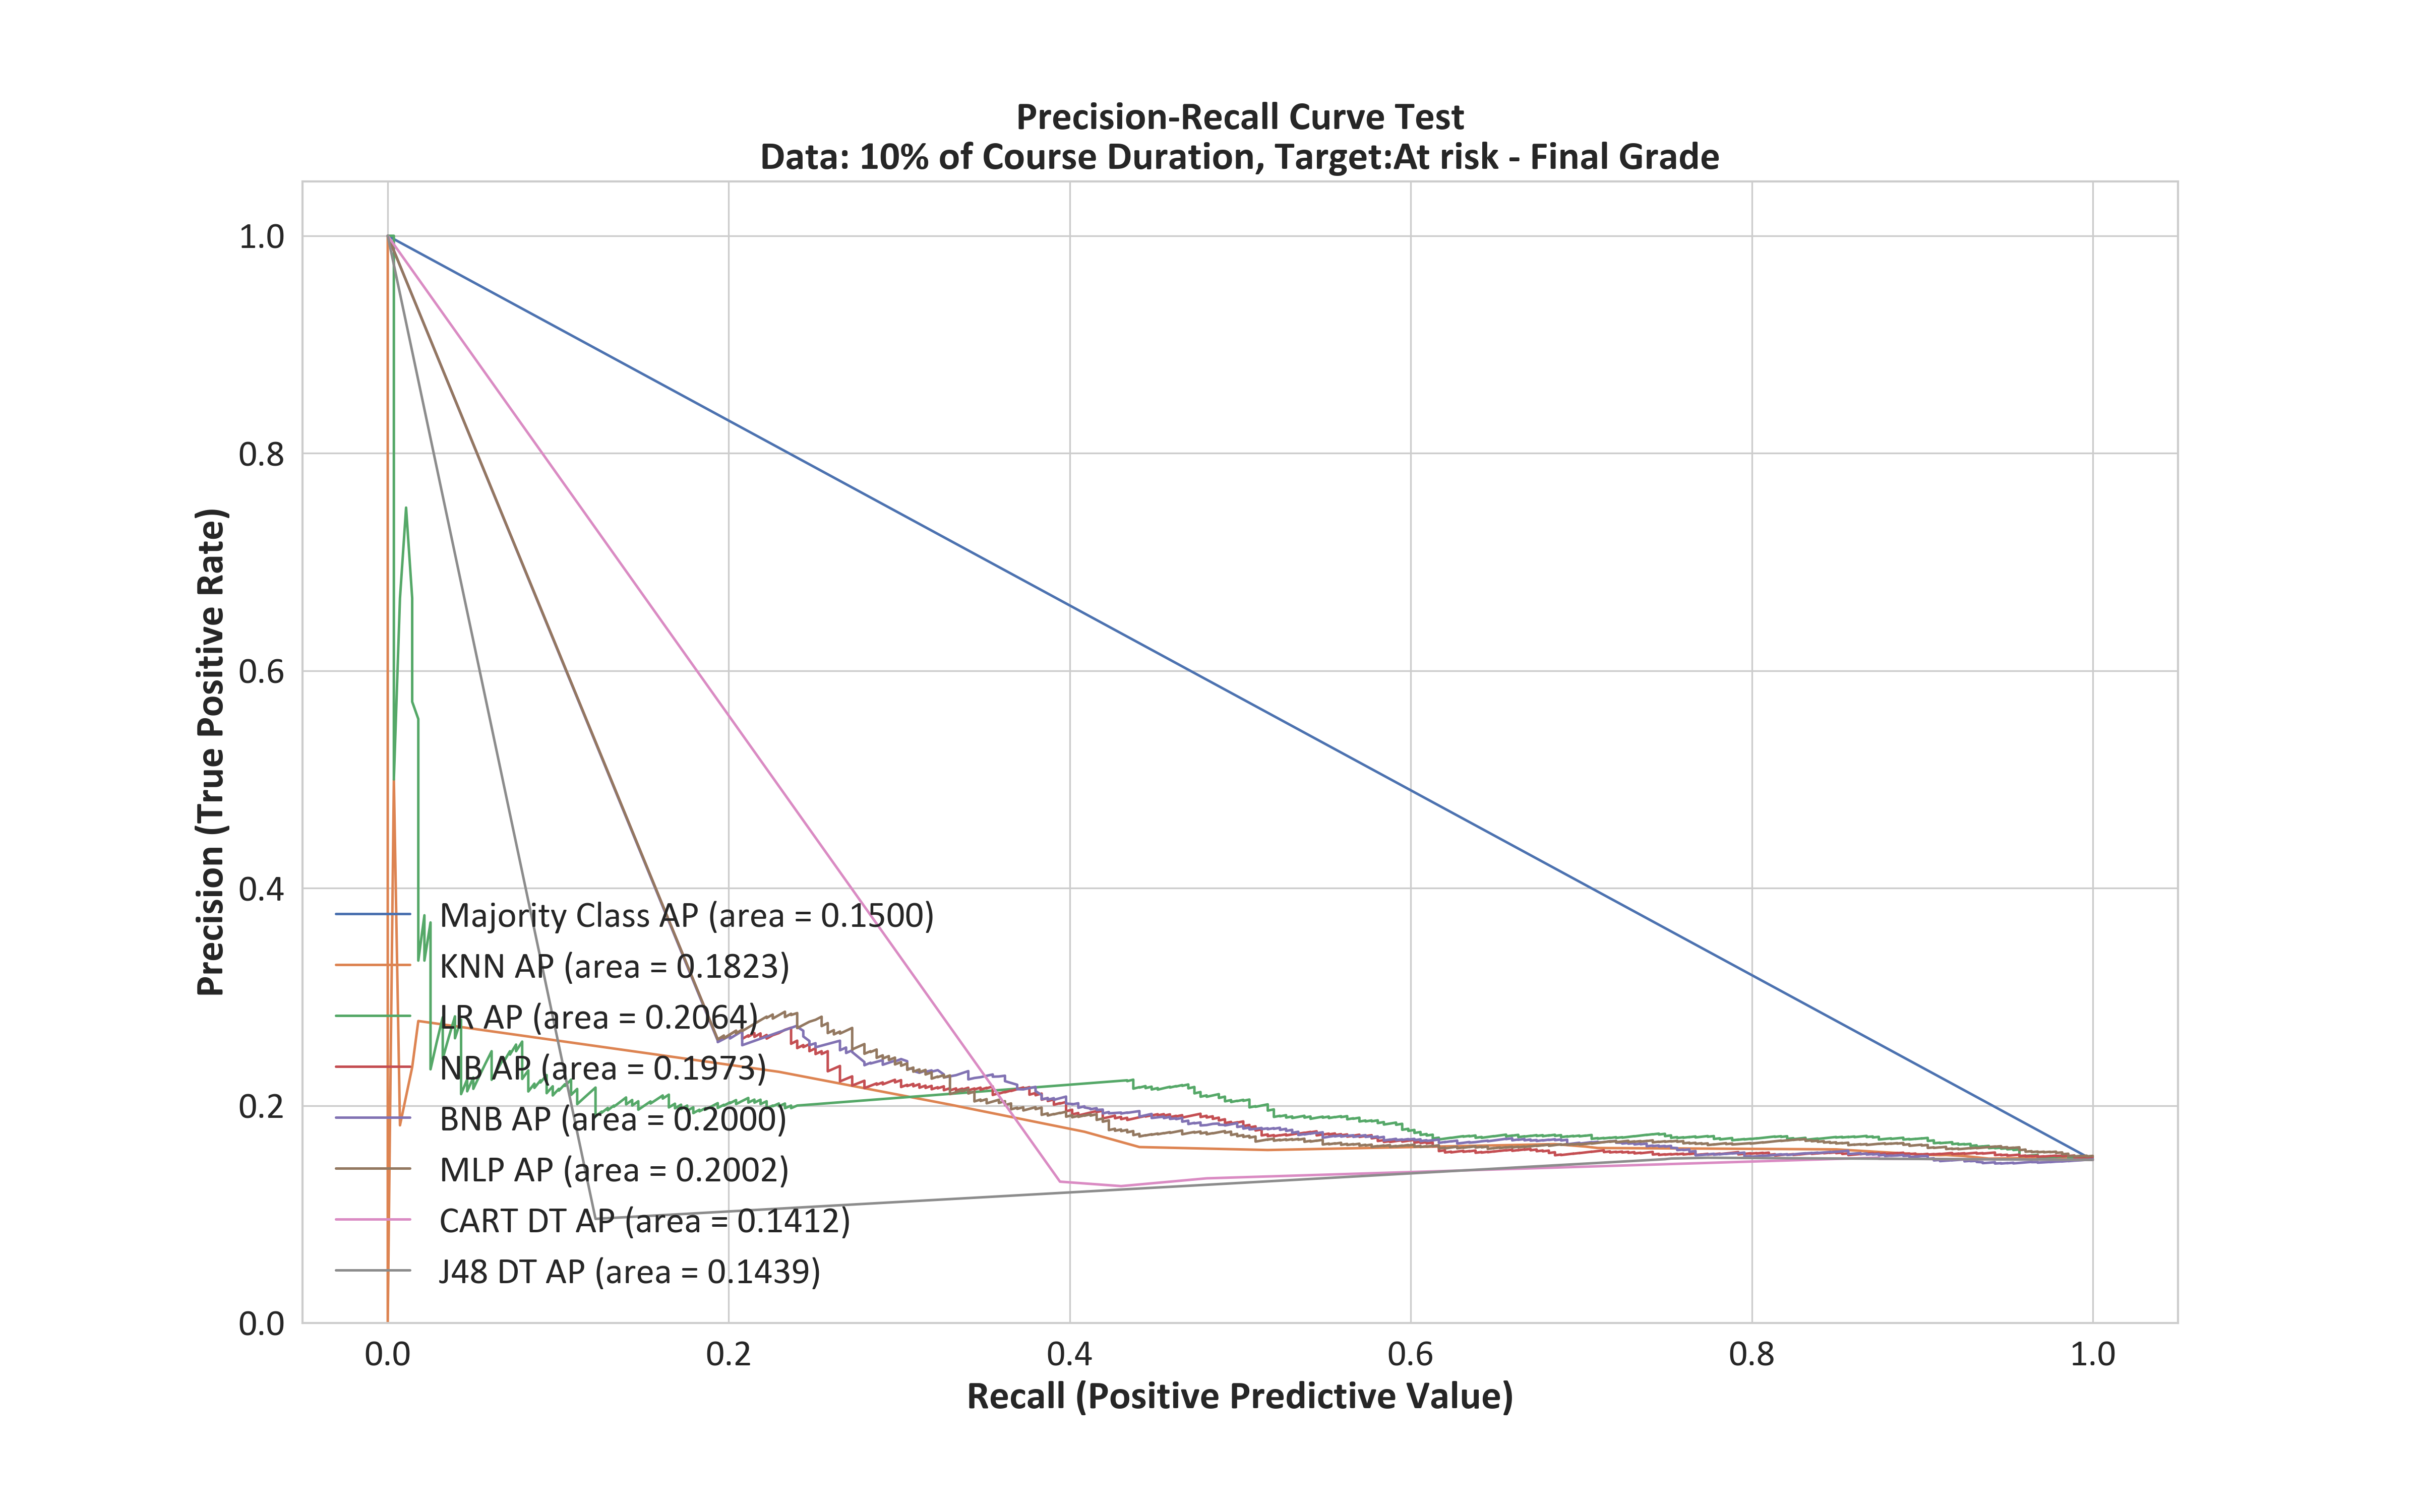 Precision-Recall Curve Test
Data: 10% of Course Duration, Target:At risk - Final Grade
Precision (True Positive Rate)
1.0
0.8
0.6
0.4
0.2
0.0
Majority Class AP (area = 0.1500)
KNN AP (area = 0.1823)
LR AP (area = 0.2064)
NB AP (area = 0.1973)
BNB AP (area = 0.2000)
MLP AP (area = 0.2002)
CART DT AP (area = 0.1412)
J48 DT AP (area = 0.1439)
0.0 0.2 0.4 0.6 0.8 1.0
Recall (Positive Predictive Value)